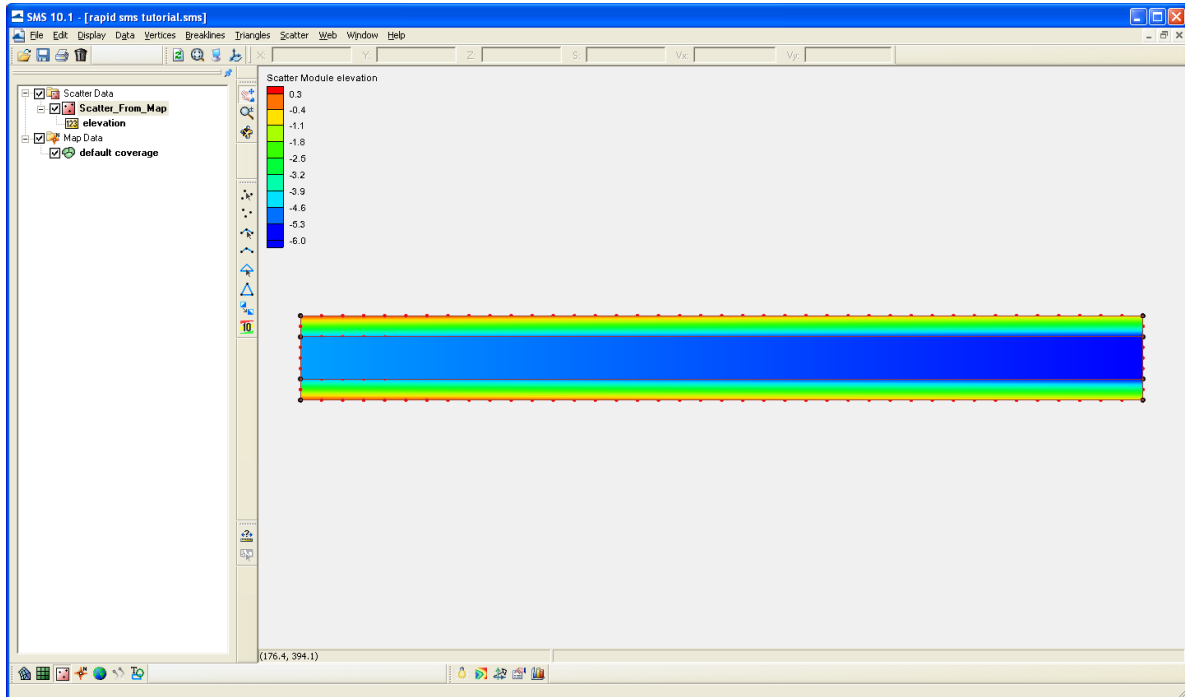 SMS 10.1 - [rapid sms tutorial.sms]
File Edit Display Data Vertices Breaklines Triangles Scatter Web Window Help
X: Y: Z: S: Vx: Vy:
Scatter Data
Scatter_From_Map
123 elevation
Map Data
default coverage
10
Scatter Module elevation
0.3
-0.4
-1.1
-1.8
-2.5
-3.2
-3.9
-4.6
-5.3
-6.0
(176.4, 394.1)